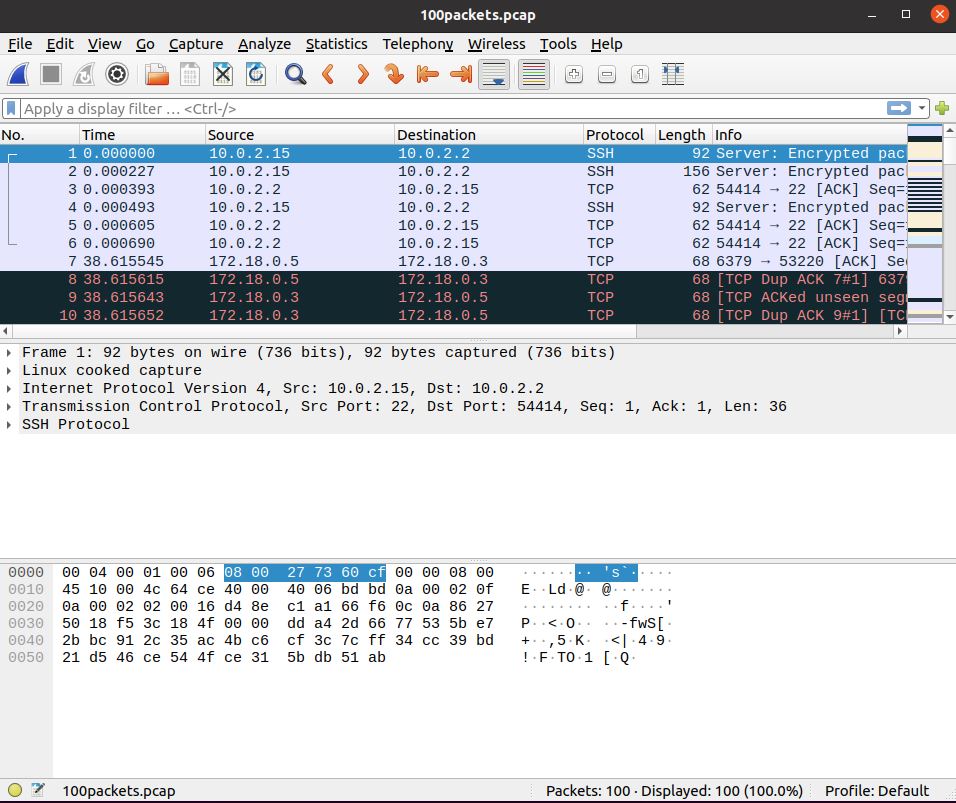 100packets.pcap
File Edit View Go Capture Analyze Statistics Telephony Wireless Tools Help
Apply a display filter … <Ctrl-/>
No. Time Source Destination Protocol Length Info
1 0.000000 10.0.2.15 10.0.2.2 SSH 92 Server: Encrypted pac
2 0.000227 10.0.2.15 10.0.2.2 SSH 156 Server: Encrypted pac
3 0.000393 10.0.2.2 10.0.2.15 TCP 62 54414 → 22 [ACK] Seq=
4 0.000493 10.0.2.15 10.0.2.2 SSH 92 Server: Encrypted pac
5 0.000605 10.0.2.2 10.0.2.15 TCP 62 54414 → 22 [ACK] Seq=
6 0.000690 10.0.2.2 10.0.2.15 TCP 62 54414 → 22 [ACK] Seq=
7 38.615545 172.18.0.5 172.18.0.3 TCP 68 6379 → 53220 [ACK] Se
8 38.615615 172.18.0.5 172.18.0.3 TCP 68 [TCP Dup ACK 7#1] 637
9 38.615643 172.18.0.3 172.18.0.5 TCP 68 [TCP ACKed unseen seg
10 38.615652 172.18.0.3 172.18.0.5 TCP 68 [TCP Dup ACK 9#1] [TC
Frame 1: 92 bytes on wire (736 bits), 92 bytes captured (736 bits)
Linux cooked capture
Internet Protocol Version 4, Src: 10.0.2.15, Dst: 10.0.2.2
Transmission Control Protocol, Src Port: 22, Dst Port: 54414, Seq: 1, Ack: 1, Len: 36
SSH Protocol
0000 00 04 00 01 00 06 08 00 27 73 60 cf 00 00 08 00 ········ 's`·····
0010 45 10 00 4c 64 ce 40 00 40 06 bd bd 0a 00 02 0f E··Ld·@· @·······
0020 0a 00 02 02 00 16 d4 8e c1 a1 66 f6 0c 0a 86 27 ········ ··f····'
0030 50 18 f5 3c 18 4f 00 00 dd a4 2d 66 77 53 5b e7 P··<·O·· ··-fwS[·
0040 2b bc 91 2c 35 ac 4b c6 cf 3c 7c ff 34 cc 39 bd +··,5·K· ·<|·4·9·
0050 21 d5 46 ce 54 4f ce 31 5b db 51 ab !·F·TO·1 [·Q·
100packets.pcap Packets: 100 · Displayed: 100 (100.0%) Profile: Default